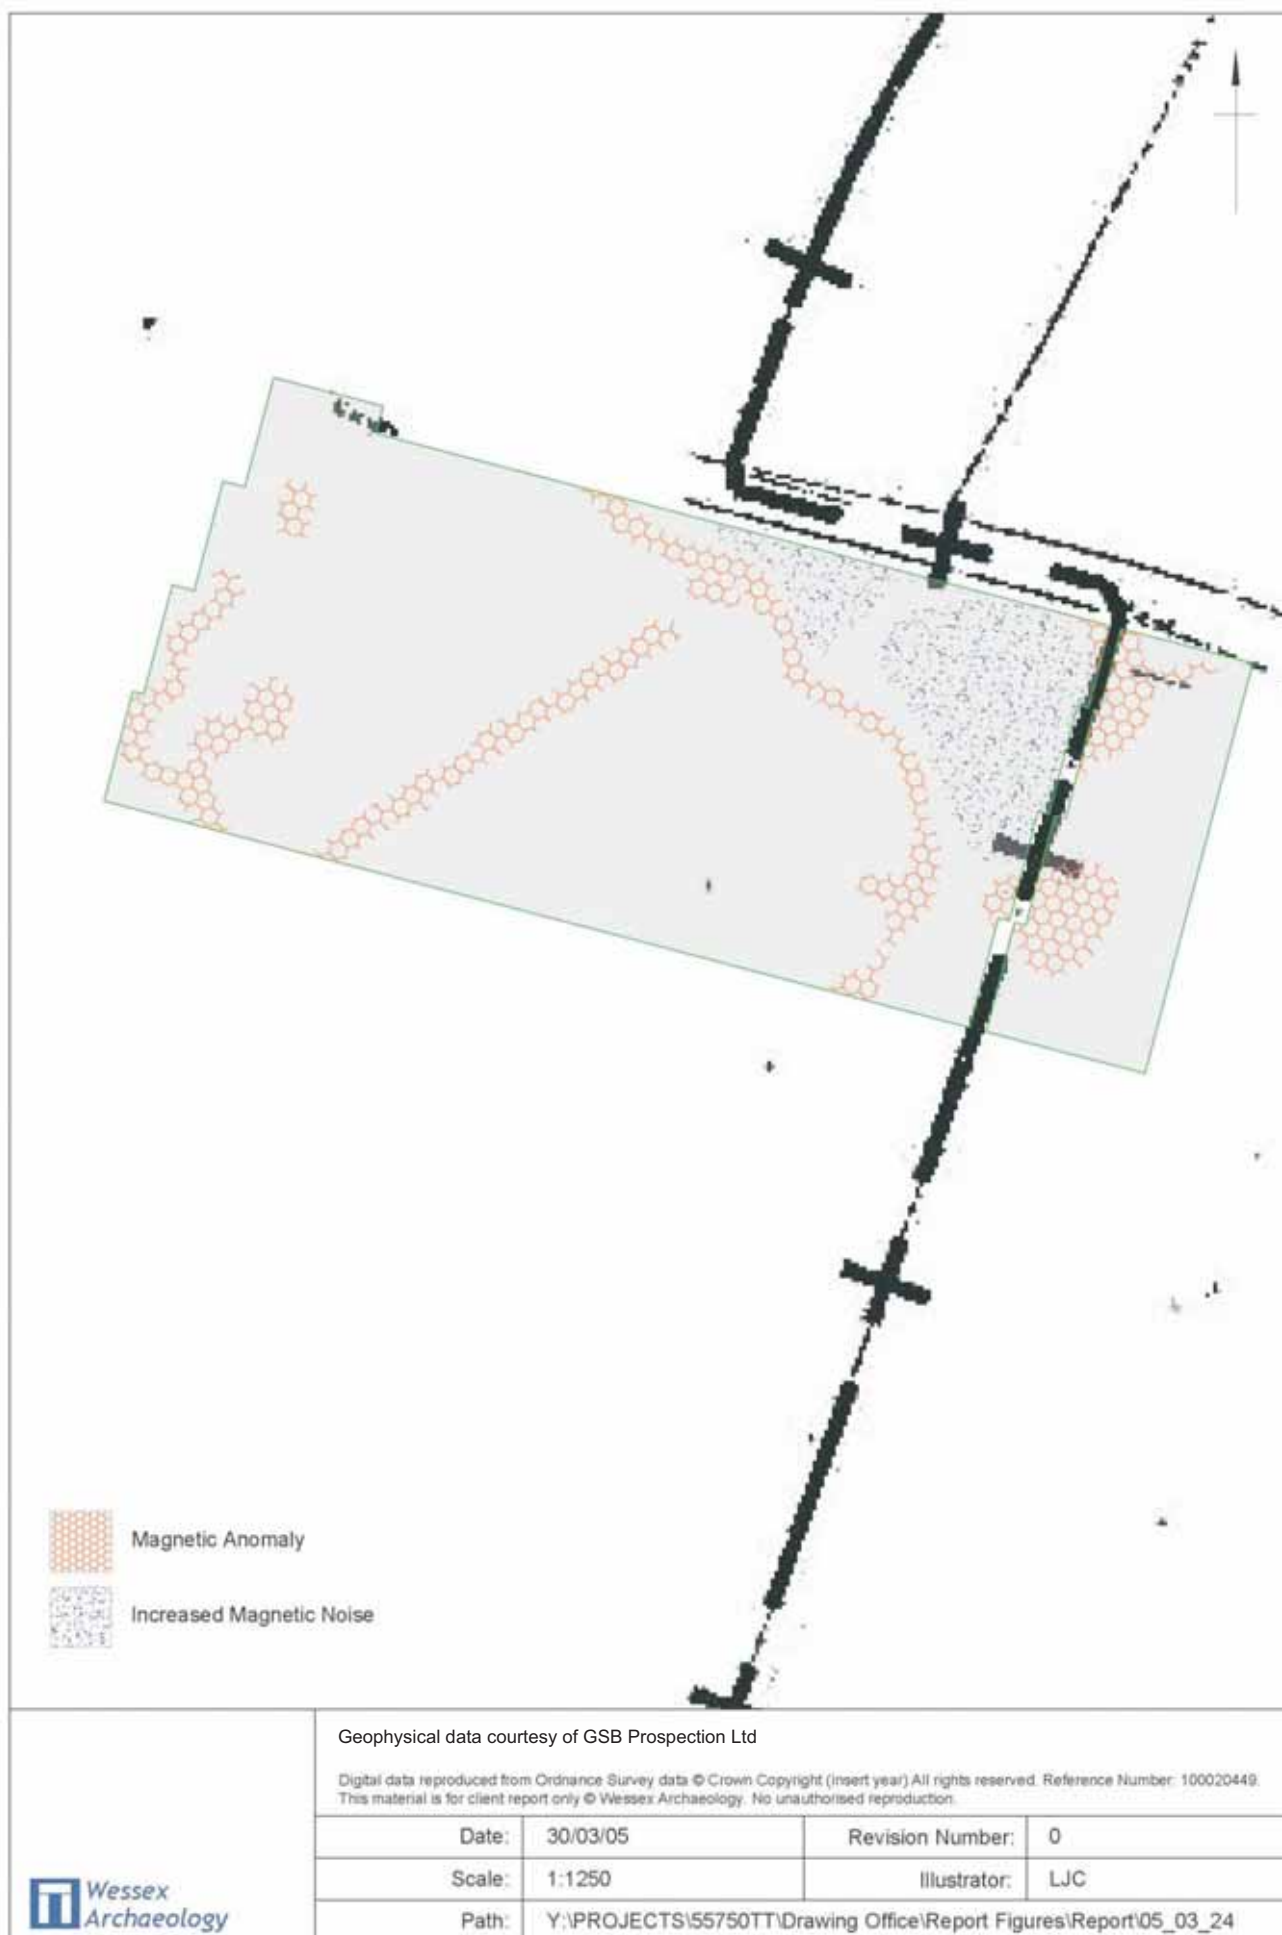 Magnetic Anomaly
Increased Magnetic Noise
Geophysical data courtesy of GSB Prospection Ltd
Digital data reproduced from Ordnance Survey data © Crown Copyright (insert year) All rights reserved. Reference Number: 100020449.
This material is for client report only © Wessex Archaeology. No unauthorised reproduction.
Date: 30/03/05 Revision Number: 0
Scale: 1:1250 Illustrator: LJC
Path: Y:\PROJECTS\55750TT\Drawing Office\Report Figures\Report\05_03_24
Wessex
Archaeology